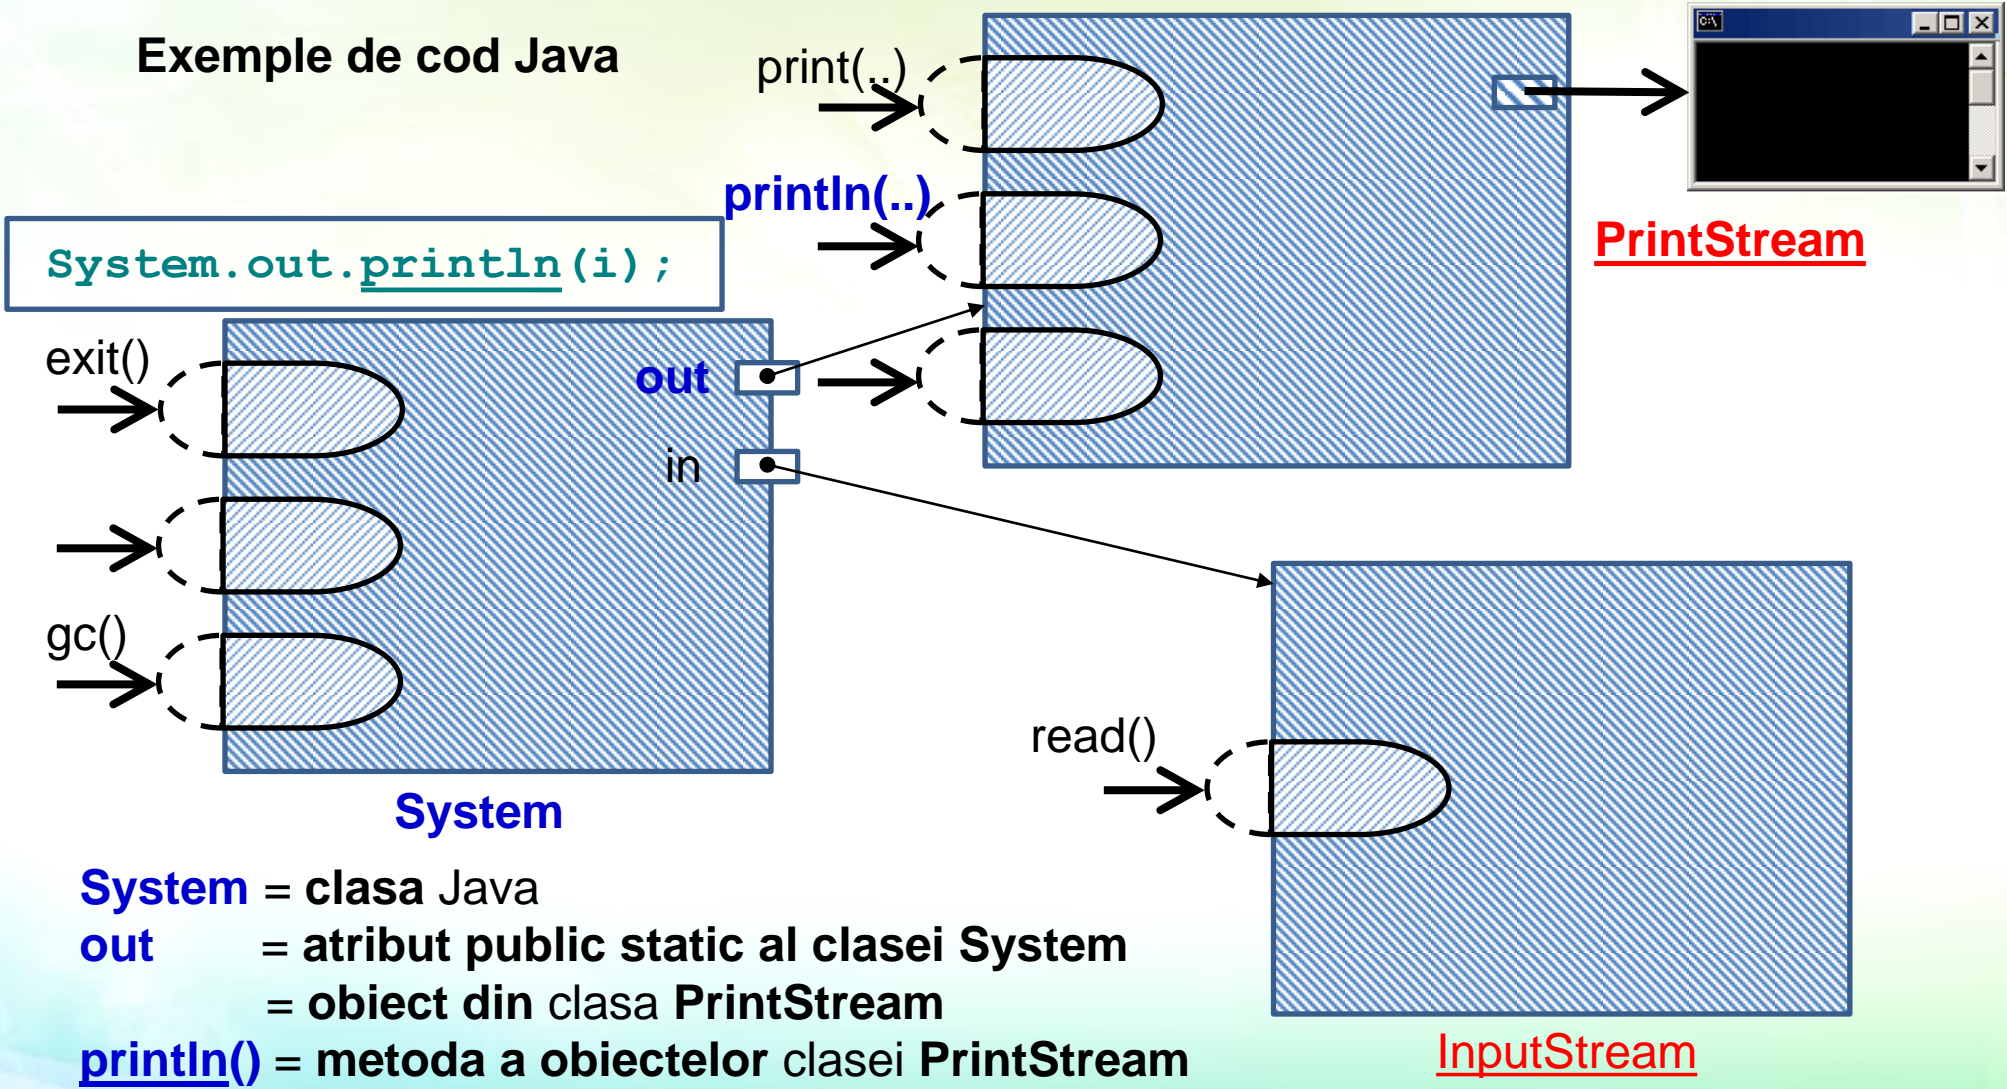 Exemple de cod Java
print(..)
C:\
println(..)
PrintStream
System.out.println(i);
exit()
out
in
gc()
read()
System
System = clasa Java
out = atribut public static al clasei System
= obiect din clasa PrintStream
println() = metoda a obiectelor clasei PrintStream
InputStream